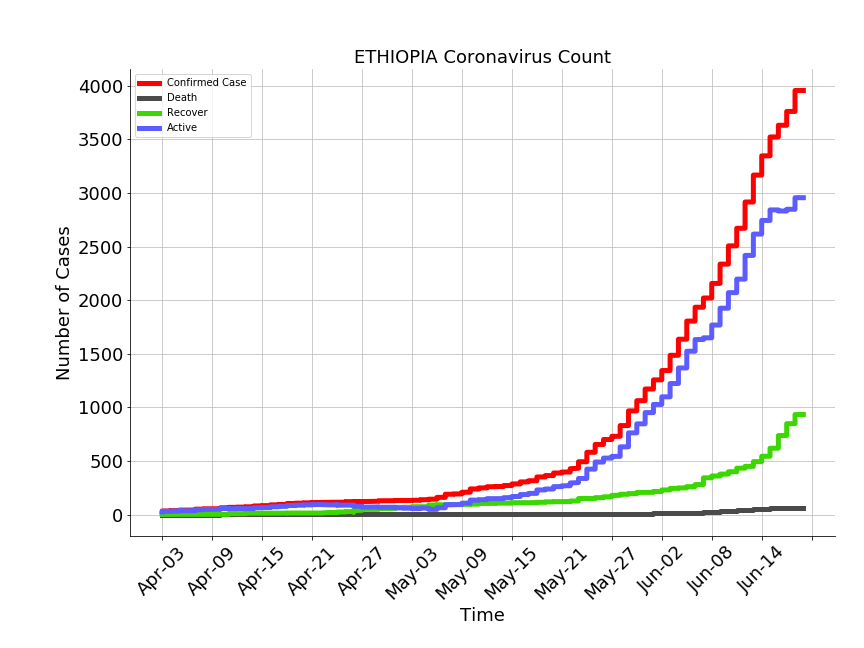 ETHIOPIA Coronavirus Count
Confirmed Case
Death
Recover
Active
Number of Cases
4000
3500
3000
2500
2000
1500
1000
500
0
Apr-03
Apr-09
Apr-15
Apr-21
Apr-27
May-03
May-09
May-15
May-21
May-27
Jun-02
Jun-08
Jun-14
Time